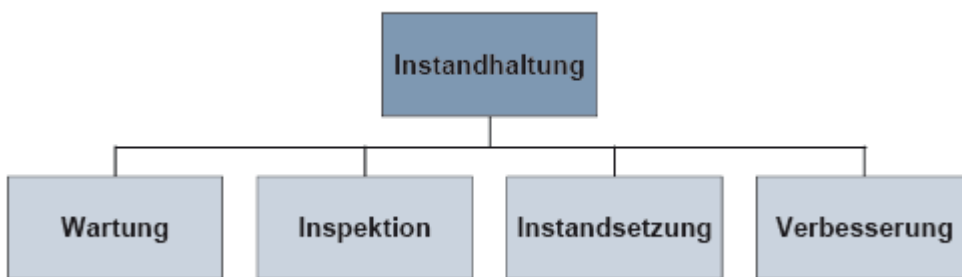 Instandhaltung
Wartung
Inspektion
Instandsetzung
Verbesserung